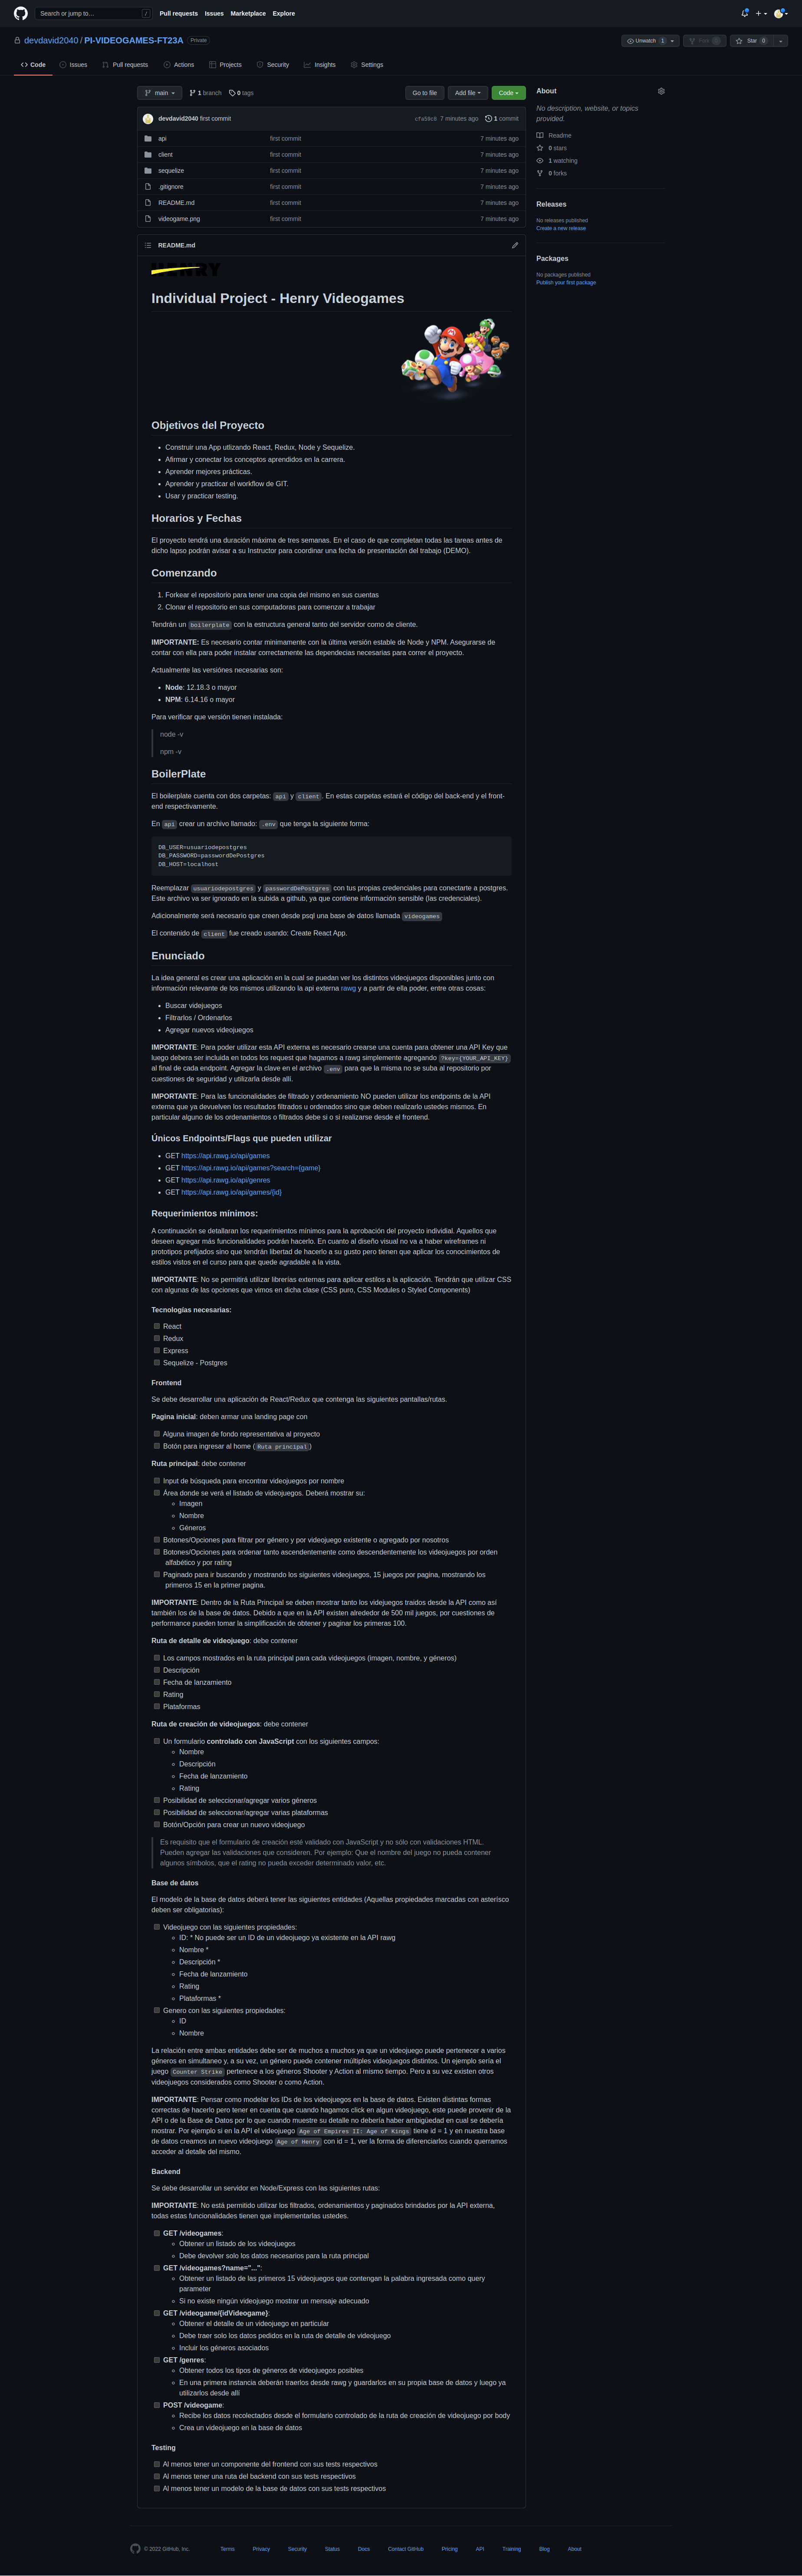 Search or jump to…
/
Pull requests Issues Marketplace Explore
devdavid2040 / PI-VIDEOGAMES-FT23A Private
Unwatch 1 Fork 0 Star 0
Code Issues Pull requests Actions Projects Security Insights Settings
main 1 branch 0 tags Go to file Add file Code
devdavid2040 first commit cfa59c6 7 minutes ago 1 commit
api first commit 7 minutes ago
client first commit 7 minutes ago
sequelize first commit 7 minutes ago
.gitignore first commit 7 minutes ago
README.md first commit 7 minutes ago
videogame.png first commit 7 minutes ago
About
No description, website, or topics
provided.
Readme
0 stars
1 watching
0 forks
Releases
No releases published
Create a new release
Packages
No packages published
Publish your first package
README.md
HENRY
Individual Project - Henry Videogames
Objetivos del Proyecto
Construir una App utlizando React, Redux, Node y Sequelize.
Afirmar y conectar los conceptos aprendidos en la carrera.
Aprender mejores prácticas.
Aprender y practicar el workflow de GIT.
Usar y practicar testing.
Horarios y Fechas
El proyecto tendrá una duración máxima de tres semanas. En el caso de que completan todas las tareas antes de
dicho lapso podrán avisar a su Instructor para coordinar una fecha de presentación del trabajo (DEMO).
Comenzando
1. Forkear el repositorio para tener una copia del mismo en sus cuentas
2. Clonar el repositorio en sus computadoras para comenzar a trabajar
Tendrán un boilerplate con la estructura general tanto del servidor como de cliente.
IMPORTANTE: Es necesario contar minimamente con la última versión estable de Node y NPM. Asegurarse de
contar con ella para poder instalar correctamente las dependecias necesarias para correr el proyecto.
Actualmente las versiónes necesarias son:
Node: 12.18.3 o mayor
NPM: 6.14.16 o mayor
Para verificar que versión tienen instalada:
node -v
npm -v
BoilerPlate
El boilerplate cuenta con dos carpetas: api y client. En estas carpetas estará el código del back-end y el front-
end respectivamente.
En api crear un archivo llamado: .env que tenga la siguiente forma:
DB_USER=usuariodepostgres
DB_PASSWORD=passwordDePostgres
DB_HOST=localhost
Reemplazar usuariodepostgres y passwordDePostgres con tus propias credenciales para conectarte a postgres.
Este archivo va ser ignorado en la subida a github, ya que contiene información sensible (las credenciales).
Adicionalmente será necesario que creen desde psql una base de datos llamada videogames
El contenido de client fue creado usando: Create React App.
Enunciado
La idea general es crear una aplicación en la cual se puedan ver los distintos videojuegos disponibles junto con
información relevante de los mismos utilizando la api externa rawg y a partir de ella poder, entre otras cosas:
Buscar videjuegos
Filtrarlos / Ordenarlos
Agregar nuevos videojuegos
IMPORTANTE: Para poder utilizar esta API externa es necesario crearse una cuenta para obtener una API Key que
luego debera ser incluida en todos los request que hagamos a rawg simplemente agregando ?key={YOUR_API_KEY}
al final de cada endpoint. Agregar la clave en el archivo .env para que la misma no se suba al repositorio por
cuestiones de seguridad y utilizarla desde allí.
IMPORTANTE: Para las funcionalidades de filtrado y ordenamiento NO pueden utilizar los endpoints de la API
externa que ya devuelven los resultados filtrados u ordenados sino que deben realizarlo ustedes mismos. En
particular alguno de los ordenamientos o filtrados debe si o si realizarse desde el frontend.
Únicos Endpoints/Flags que pueden utilizar
GET https://api.rawg.io/api/games
GET https://api.rawg.io/api/games?search={game}
GET https://api.rawg.io/api/genres
GET https://api.rawg.io/api/games/{id}
Requerimientos mínimos:
A continuación se detallaran los requerimientos mínimos para la aprobación del proyecto individial. Aquellos que
deseen agregar más funcionalidades podrán hacerlo. En cuanto al diseño visual no va a haber wireframes ni
prototipos prefijados sino que tendrán libertad de hacerlo a su gusto pero tienen que aplicar los conocimientos de
estilos vistos en el curso para que quede agradable a la vista.
IMPORTANTE: No se permitirá utilizar librerías externas para aplicar estilos a la aplicación. Tendrán que utilizar CSS
con algunas de las opciones que vimos en dicha clase (CSS puro, CSS Modules o Styled Components)
Tecnologías necesarias:
React
Redux
Express
Sequelize - Postgres
Frontend
Se debe desarrollar una aplicación de React/Redux que contenga las siguientes pantallas/rutas.
Pagina inicial: deben armar una landing page con
Alguna imagen de fondo representativa al proyecto
Botón para ingresar al home (Ruta principal)
Ruta principal: debe contener
Input de búsqueda para encontrar videojuegos por nombre
Área donde se verá el listado de videojuegos. Deberá mostrar su:
Imagen
Nombre
Géneros
Botones/Opciones para filtrar por género y por videojuego existente o agregado por nosotros
Botones/Opciones para ordenar tanto ascendentemente como descendentemente los videojuegos por orden
alfabético y por rating
Paginado para ir buscando y mostrando los siguientes videojuegos, 15 juegos por pagina, mostrando los
primeros 15 en la primer pagina.
IMPORTANTE: Dentro de la Ruta Principal se deben mostrar tanto los videjuegos traidos desde la API como así
también los de la base de datos. Debido a que en la API existen alrededor de 500 mil juegos, por cuestiones de
performance pueden tomar la simplificación de obtener y paginar los primeras 100.
Ruta de detalle de videojuego: debe contener
Los campos mostrados en la ruta principal para cada videojuegos (imagen, nombre, y géneros)
Descripción
Fecha de lanzamiento
Rating
Plataformas
Ruta de creación de videojuegos: debe contener
Un formulario controlado con JavaScript con los siguientes campos:
Nombre
Descripción
Fecha de lanzamiento
Rating
Posibilidad de seleccionar/agregar varios géneros
Posibilidad de seleccionar/agregar varias plataformas
Botón/Opción para crear un nuevo videojuego
Es requisito que el formulario de creación esté validado con JavaScript y no sólo con validaciones HTML.
Pueden agregar las validaciones que consideren. Por ejemplo: Que el nombre del juego no pueda contener
algunos símbolos, que el rating no pueda exceder determinado valor, etc.
Base de datos
El modelo de la base de datos deberá tener las siguientes entidades (Aquellas propiedades marcadas con asterísco
deben ser obligatorias):
Videojuego con las siguientes propiedades:
ID: * No puede ser un ID de un videojuego ya existente en la API rawg
Nombre *
Descripción *
Fecha de lanzamiento
Rating
Plataformas *
Genero con las siguientes propiedades:
ID
Nombre
La relación entre ambas entidades debe ser de muchos a muchos ya que un videojuego puede pertenecer a varios
géneros en simultaneo y, a su vez, un género puede contener múltiples videojuegos distintos. Un ejemplo sería el
juego Counter Strike pertenece a los géneros Shooter y Action al mismo tiempo. Pero a su vez existen otros
videojuegos considerados como Shooter o como Action.
IMPORTANTE: Pensar como modelar los IDs de los videojuegos en la base de datos. Existen distintas formas
correctas de hacerlo pero tener en cuenta que cuando hagamos click en algun videojuego, este puede provenir de la
API o de la Base de Datos por lo que cuando muestre su detalle no debería haber ambigüedad en cual se debería
mostrar. Por ejemplo si en la API el videojuego Age of Empires II: Age of Kings tiene id = 1 y en nuestra base
de datos creamos un nuevo videojuego Age of Henry con id = 1, ver la forma de diferenciarlos cuando querramos
acceder al detalle del mismo.
Backend
Se debe desarrollar un servidor en Node/Express con las siguientes rutas:
IMPORTANTE: No está permitido utilizar los filtrados, ordenamientos y paginados brindados por la API externa,
todas estas funcionalidades tienen que implementarlas ustedes.
GET /videogames:
Obtener un listado de los videojuegos
Debe devolver solo los datos necesarios para la ruta principal
GET /videogames?name="...":
Obtener un listado de las primeros 15 videojuegos que contengan la palabra ingresada como query
parameter
Si no existe ningún videojuego mostrar un mensaje adecuado
GET /videogame/{idVideogame}:
Obtener el detalle de un videojuego en particular
Debe traer solo los datos pedidos en la ruta de detalle de videojuego
Incluir los géneros asociados
GET /genres:
Obtener todos los tipos de géneros de videojuegos posibles
En una primera instancia deberán traerlos desde rawg y guardarlos en su propia base de datos y luego ya
utilizarlos desde allí
POST /videogame:
Recibe los datos recolectados desde el formulario controlado de la ruta de creación de videojuego por body
Crea un videojuego en la base de datos
Testing
Al menos tener un componente del frontend con sus tests respectivos
Al menos tener una ruta del backend con sus tests respectivos
Al menos tener un modelo de la base de datos con sus tests respectivos
© 2022 GitHub, Inc. Terms Privacy Security Status Docs Contact GitHub Pricing API Training Blog About